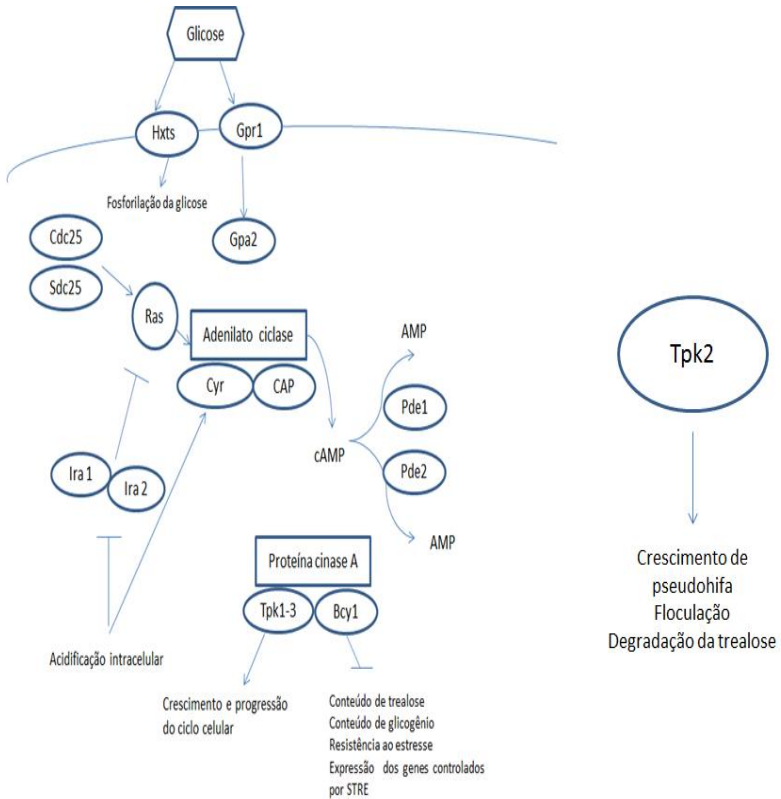 Glicose
Hxts
Gpr1
Fosforilação da glicose
Gpa2
Cdc25
Sdc25
Ras
Adenilato ciclase
Cyr
CAP
AMP
Pde1
cAMP
Pde2
AMP
Ira 1
Ira 2
Proteína cinase A
Tpk1-3
Bcy1
Acidificação intracelular
Crescimento e progressão
do ciclo celular
Conteúdo de trealose
Conteúdo de glicogênio
Resistência ao estresse
Expressão dos genes controlados
por STRE
Tpk2
Crescimento de
pseudohifa
Floculação
Degradação da trealose